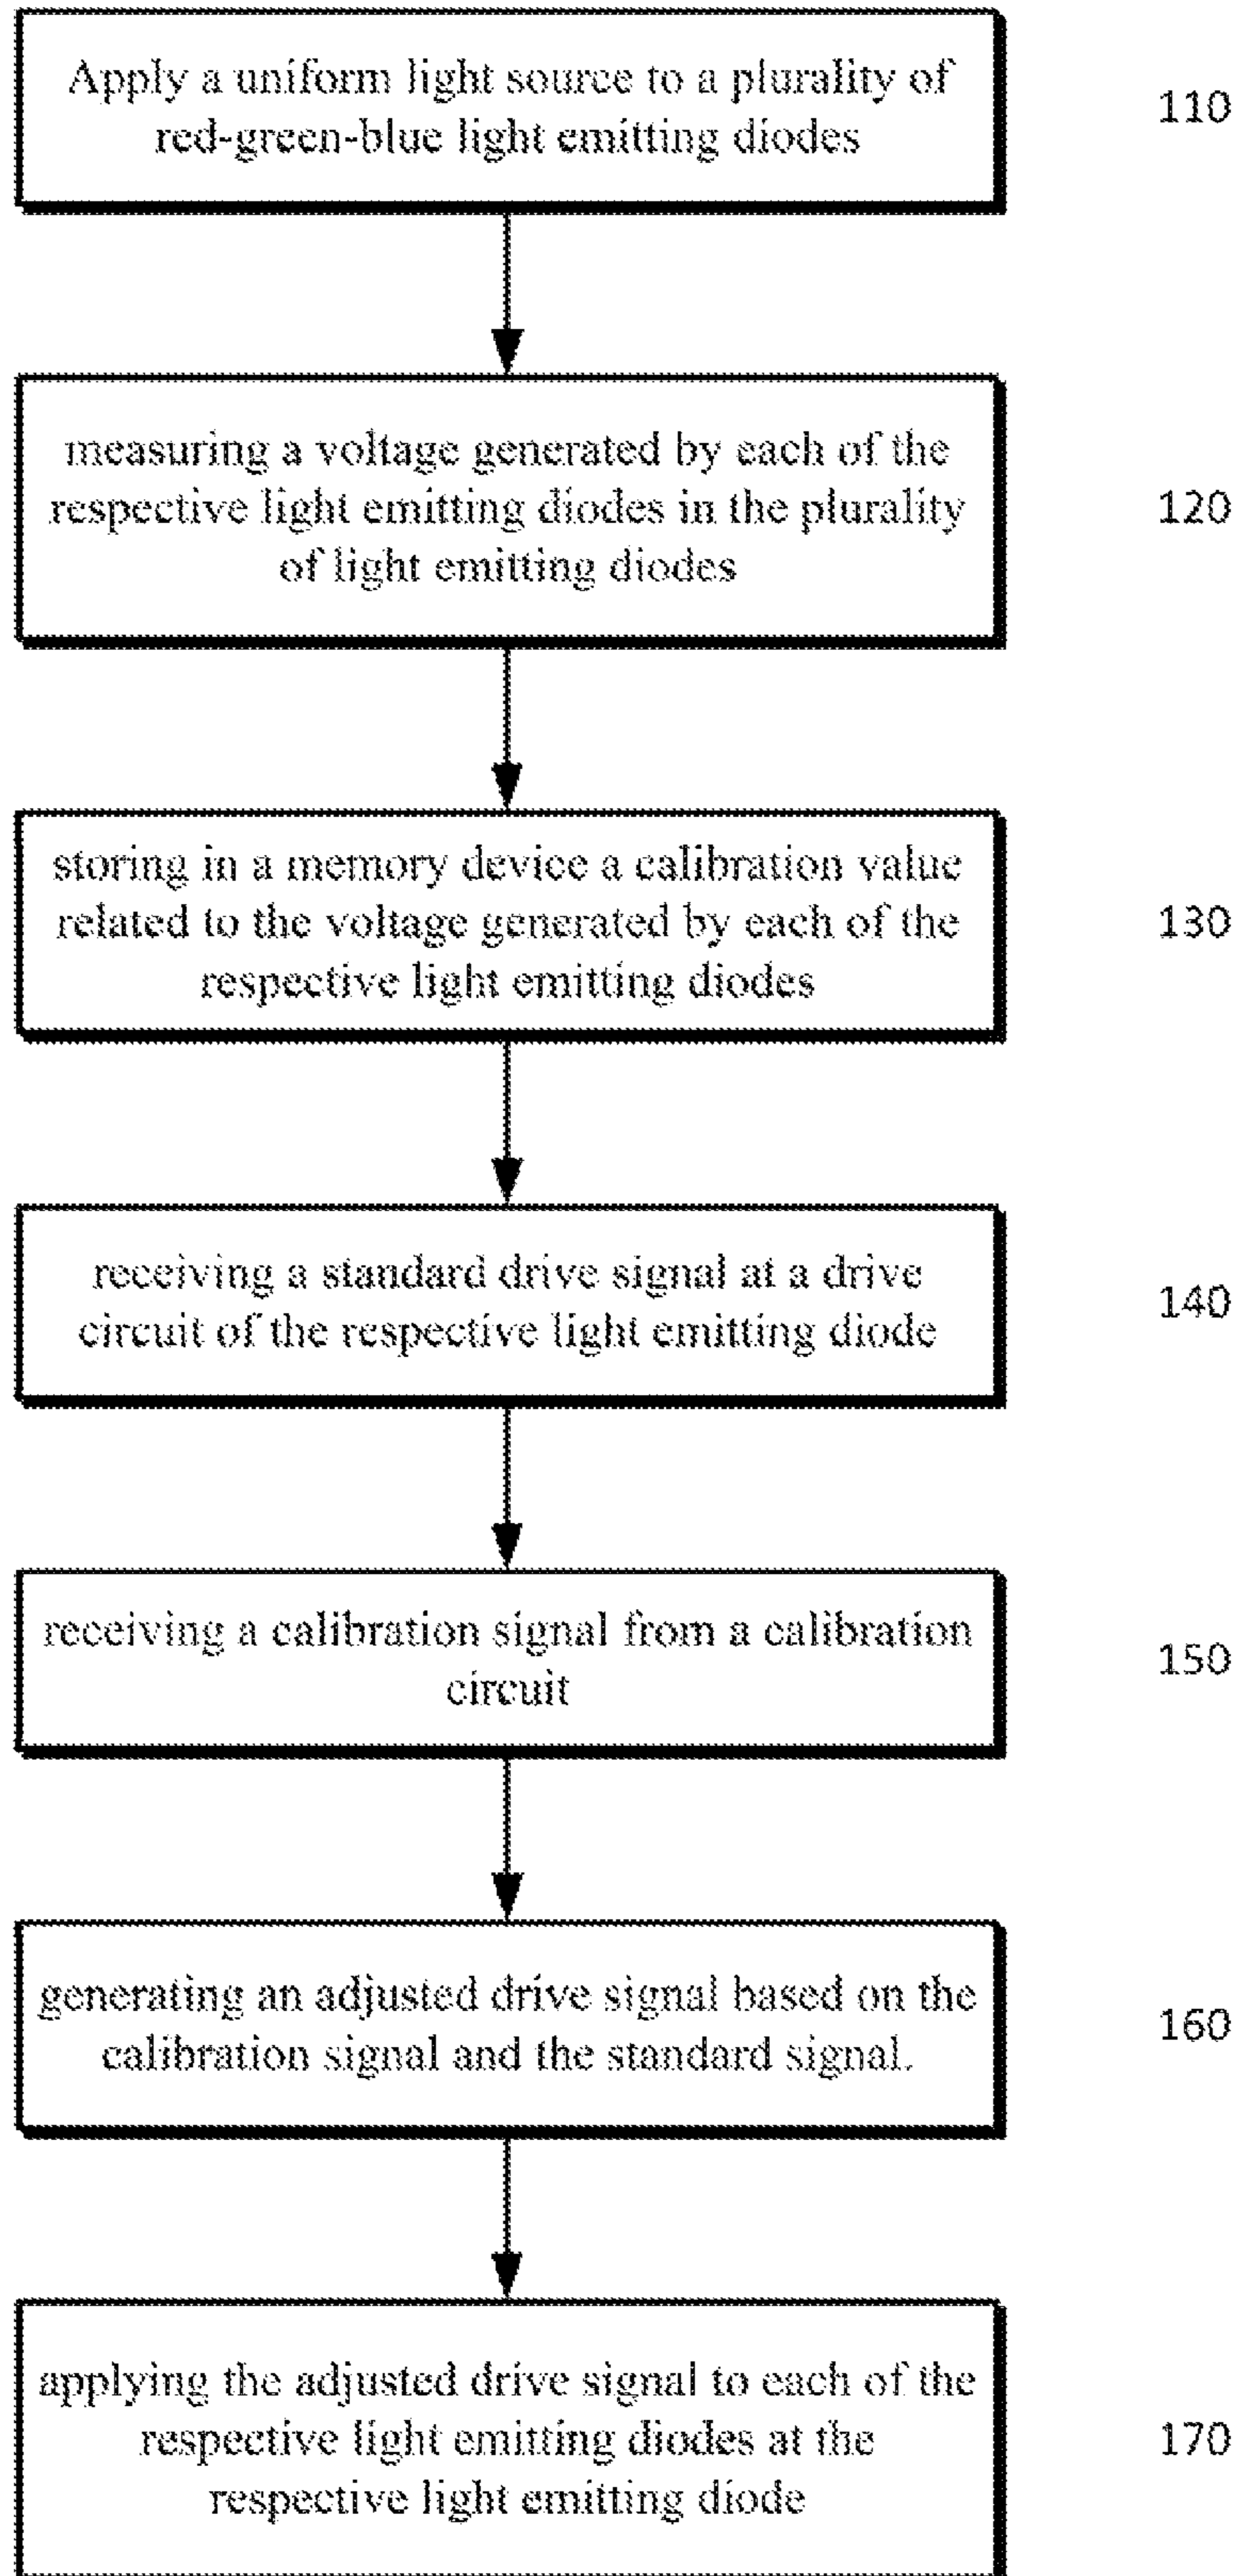 Apply a uniform light source to a plurality of
red-green-blue light emitting diodes
110
measuring a voltage generated by each of the
respective light emitting diodes in the plurality
of light emitting diodes
120
storing in a memory device a calibration value
related to the voltage generated by each of the
respective light emitting diodes
130
receiving a standard drive signal at a drive
circuit of the respective light emitting diode
140
receiving a calibration signal from a calibration
circuit
150
generating an adjusted drive signal based on the
calibration signal and the standard signal.
160
applying the adjusted drive signal to each of the
respective light emitting diodes at the
respective light emitting diode
170